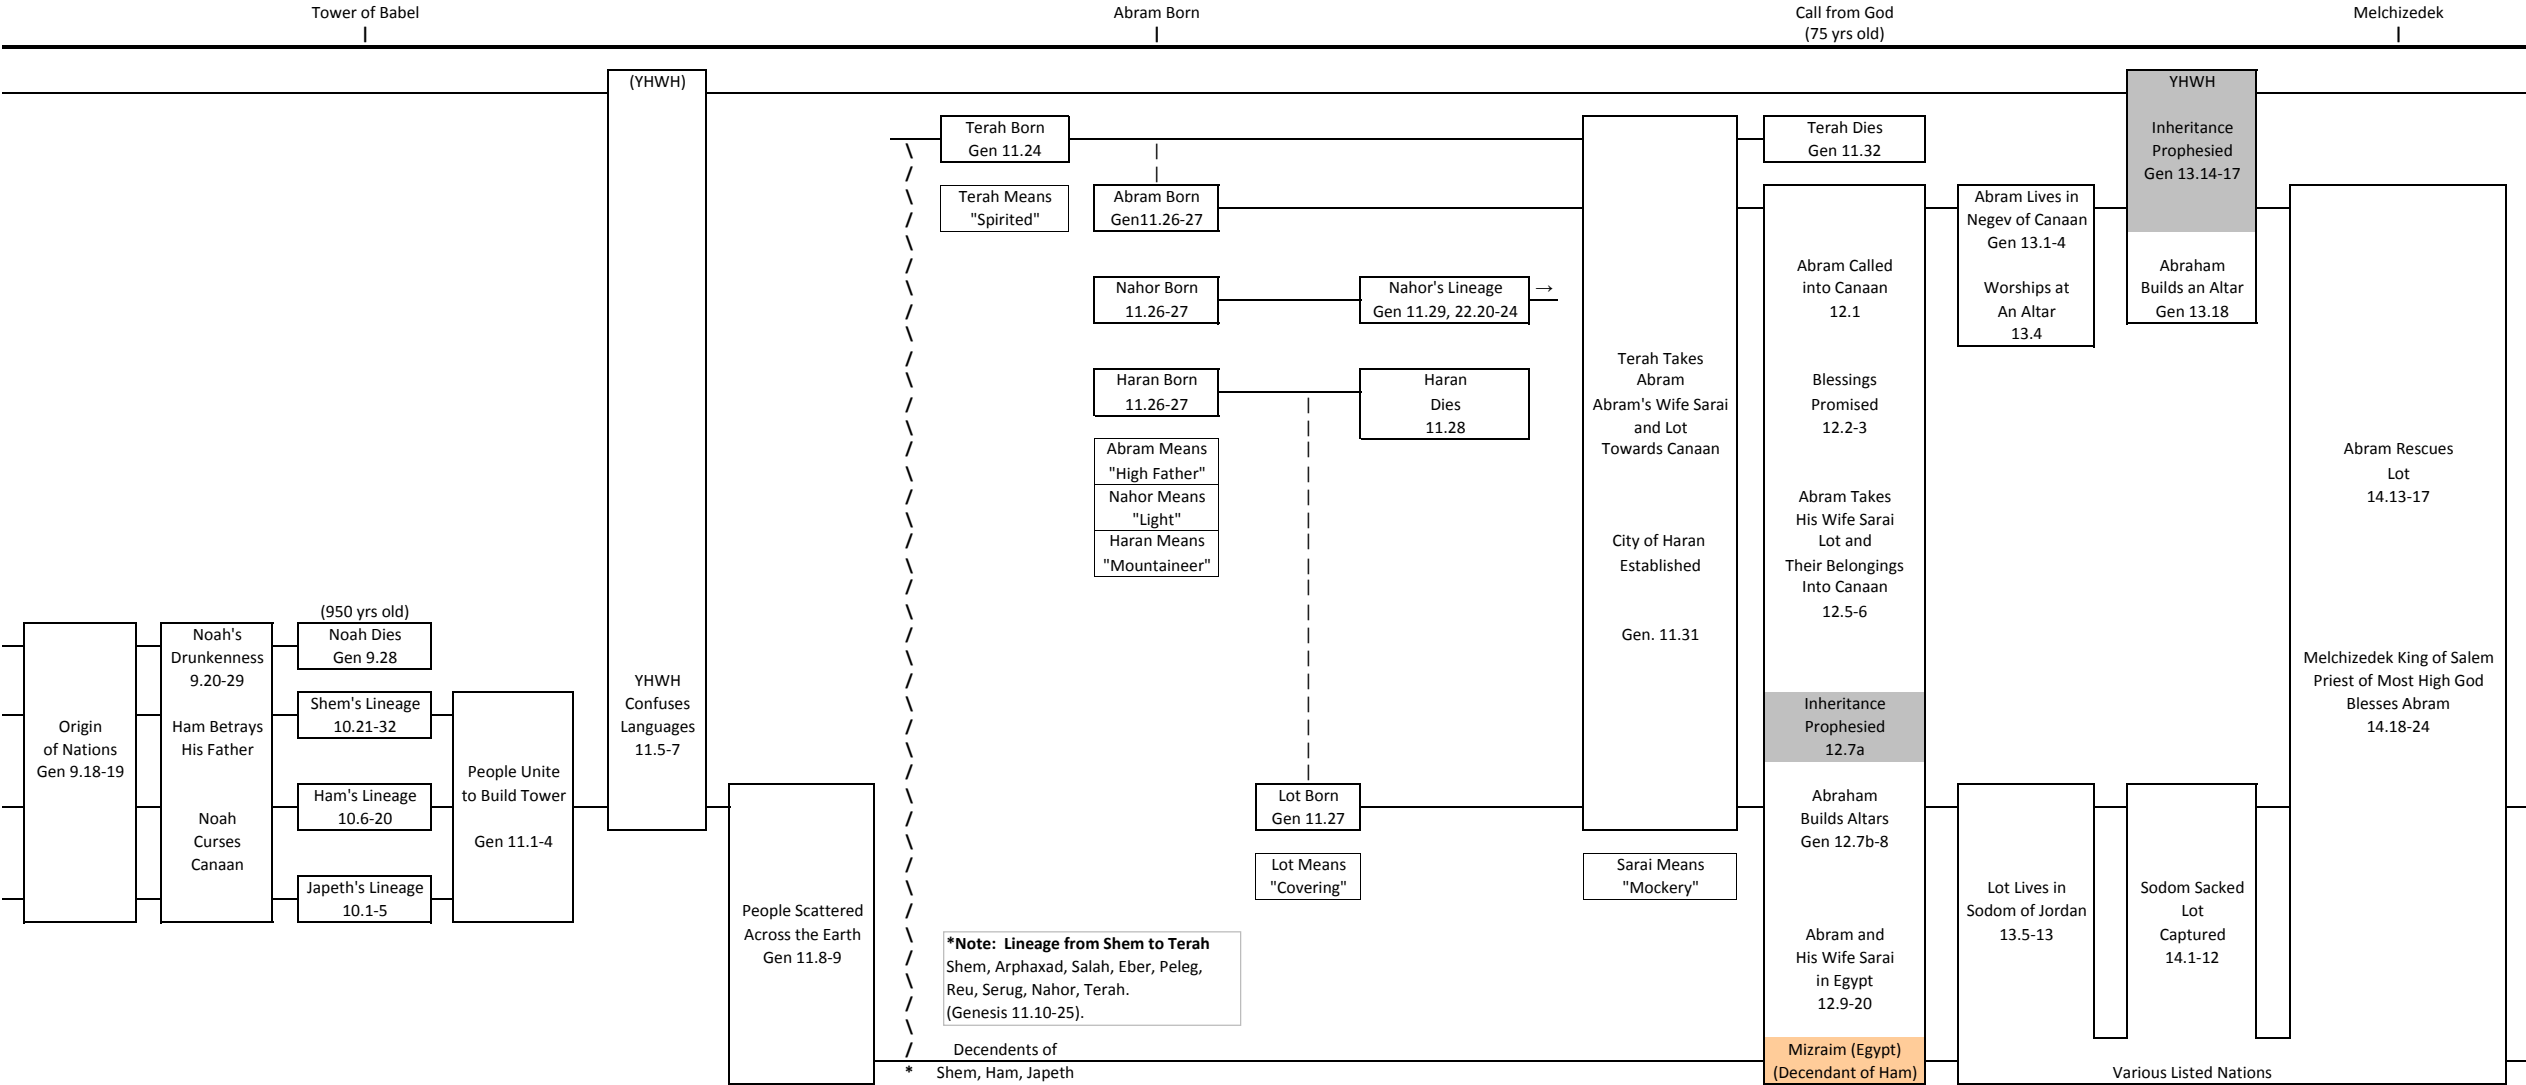 Tower of Babel
Abram Born
Call from God
(75 yrs old)
Melchizedek
Origin
of Nations
Gen 9.18-19
Noah's
Drunkenness
9.20-29
Ham Betrays
His Father
Noah
Curses
Canaan
(950 yrs old)
Noah Dies
Gen 9.28
Shem's Lineage
10.21-32
Ham's Lineage
10.6-20
Japeth's Lineage
10.1-5
People Unite
to Build Tower
Gen 11.1-4
(YHWH)
YHWH
Confuses
Languages
11.5-7
People Scattered
Across the Earth
Gen 11.8-9
Terah Born
Gen 11.24
Terah Means
"Spirited"
Abram Born
Gen11.26-27
Nahor Born
11.26-27
Haran Born
11.26-27
Abram Means
"High Father"
Nahor Means
"Light"
Haran Means
"Mountaineer"
Nahor's Lineage
Gen 11.29, 22.20-24
→
Haran
Dies
11.28
Lot Born
Gen 11.27
Lot Means
"Covering"
*Note:  Lineage from Shem to Terah
Shem, Arphaxad, Salah, Eber, Peleg,
Reu, Serug, Nahor, Terah.
(Genesis 11.10-25).
Decendents of
* Shem, Ham, Japeth
Terah Takes
Abram
Abram's Wife Sarai
and Lot
Towards Canaan
City of Haran
Established
Gen. 11.31
Sarai Means
"Mockery"
Terah Dies
Gen 11.32
Abram Called
into Canaan
12.1
Blessings
Promised
12.2-3
Abram Takes
His Wife Sarai
Lot and
Their Belongings
Into Canaan
12.5-6
Inheritance
Prophesied
12.7a
Abraham
Builds Altars
Gen 12.7b-8
Abram and
His Wife Sarai
in Egypt
12.9-20
Mizraim (Egypt)
(Decendant of Ham)
Abram Lives in
Negev of Canaan
Gen 13.1-4
Worships at
An Altar
13.4
Lot Lives in
Sodom of Jordan
13.5-13
YHWH
Inheritance
Prophesied
Gen 13.14-17
Abraham
Builds an Altar
Gen 13.18
Sodom Sacked
Lot
Captured
14.1-12
Abram Rescues
Lot
14.13-17
Melchizedek King of Salem
Priest of Most High God
Blesses Abram
14.18-24
Various Listed Nations